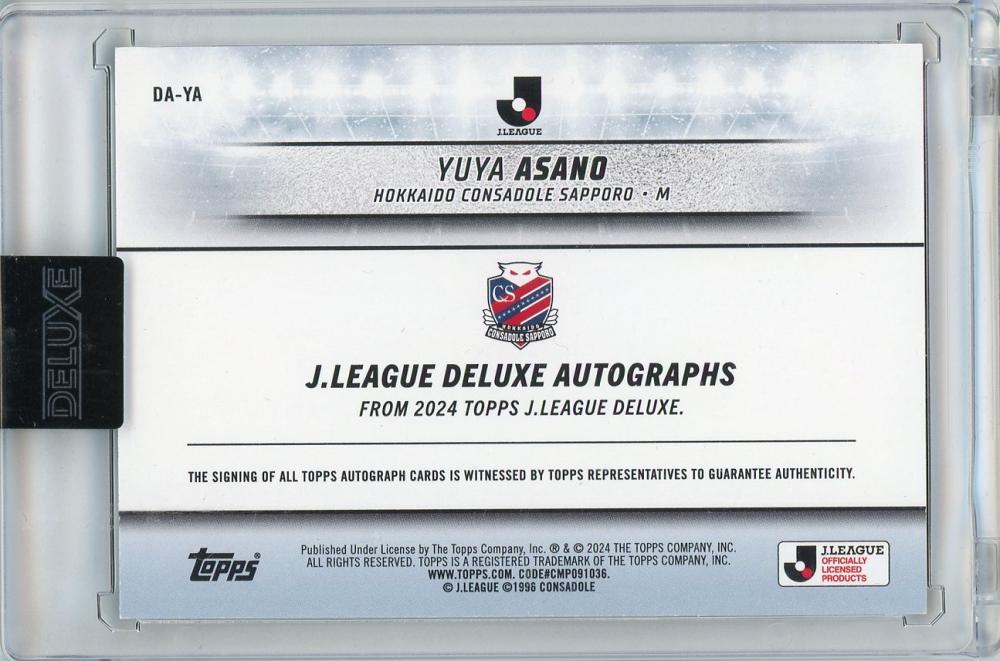 DA-YA
J.LEAGUE
YUYA ASANO
HOKKAIDO CONSADOLE SAPPORO • M
DELUXE
CS
HOKKAIDO
CONSADOLE SAPPORO
J.LEAGUE DELUXE AUTOGRAPHS
FROM 2024 TOPPS J.LEAGUE DELUXE.
THE SIGNING OF ALL TOPPS AUTOGRAPH CARDS IS WITNESSED BY TOPPS REPRESENTATIVES TO GUARANTEE AUTHENTICITY.
topps®
Published Under License by The Topps Company, Inc. ® & © 2024 THE TOPPS COMPANY, INC.
ALL RIGHTS RESERVED. TOPPS IS A REGISTERED TRADEMARK OF THE TOPPS COMPANY, INC.
WWW.TOPPS.COM. CODE#CMP091036.
© J.LEAGUE ©1996 CONSADOLE
J.LEAGUE
OFFICIALLY
LICENSED
PRODUCTS